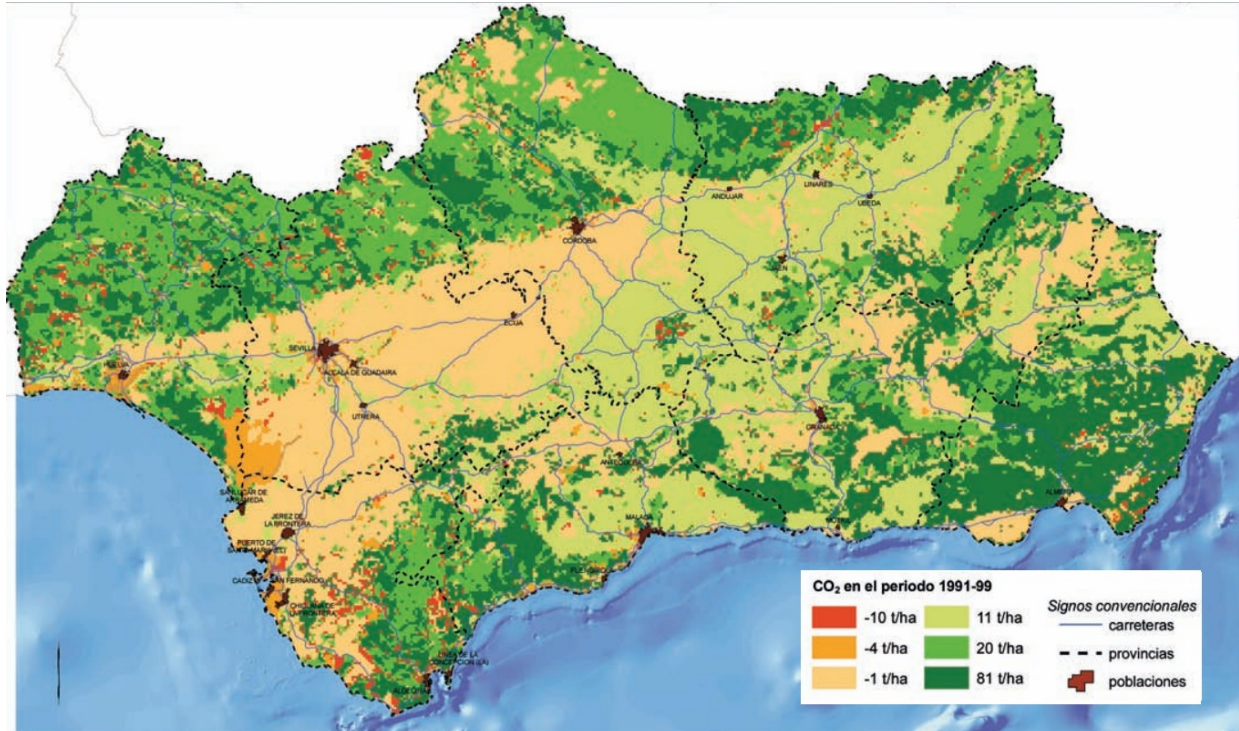 CORDOBA
ANDUJAR
LINARES
UBEDA
JAEN
ECIJA
SEVILLA
ALCALA DE GUADAIRA
HUELVA
UTRERA
GRANADA
ANTEQUERA
SANLUCAR DE
BARRAMEDA
ALMERIA
JEREZ DE
LA FRONTERA
MALAGA
PUERTO DE
SANTA MARIA (EL)
CADIZ
SAN FERNANDO
CHICLANA DE
LA FRONTERA
FUENGIROLA
LINEA DE LA
CONCEPCION (LA)
ALGECIRAS
CO₂ en el periodo 1991-99
-10 t/ha
-4 t/ha
-1 t/ha
11 t/ha
20 t/ha
81 t/ha
Signos convencionales
carreteras
provincias
poblaciones